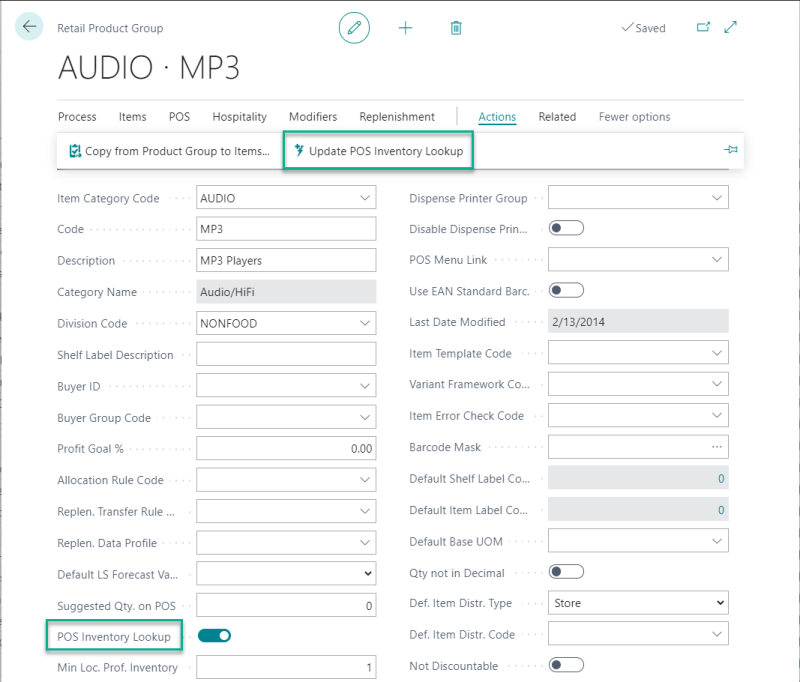 Retail Product Group
Saved
AUDIO · MP3
Process Items POS Hospitality Modifiers Replenishment Actions Related Fewer options
Copy from Product Group to Items... Update POS Inventory Lookup
Item Category Code AUDIO
Code MP3
Description MP3 Players
Category Name Audio/HiFi
Division Code NONFOOD
Shelf Label Description
Buyer ID
Buyer Group Code
Profit Goal % 0.00
Allocation Rule Code
Replen. Transfer Rule ...
Replen. Data Profile
Default LS Forecast Va...
Suggested Qty. on POS 0
POS Inventory Lookup
Min Loc. Prof. Inventory 1
Dispense Printer Group
Disable Dispense Prin...
POS Menu Link
Use EAN Standard Barc.
Last Date Modified 2/13/2014
Item Template Code
Variant Framework Co...
Item Error Check Code
Barcode Mask ...
Default Shelf Label Co... 0
Default Item Label Co... 0
Default Base UOM
Qty not in Decimal
Def. Item Distr. Type Store
Def. Item Distr. Code
Not Discountable